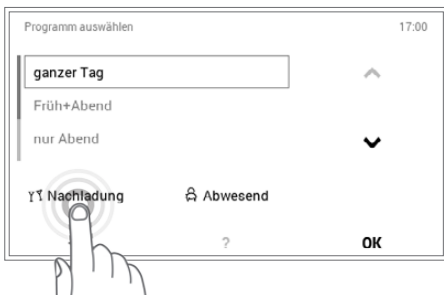 Programm auswählen 17:00
ganzer Tag
Früh+Abend
nur Abend
Nachladung Abwesend
? OK